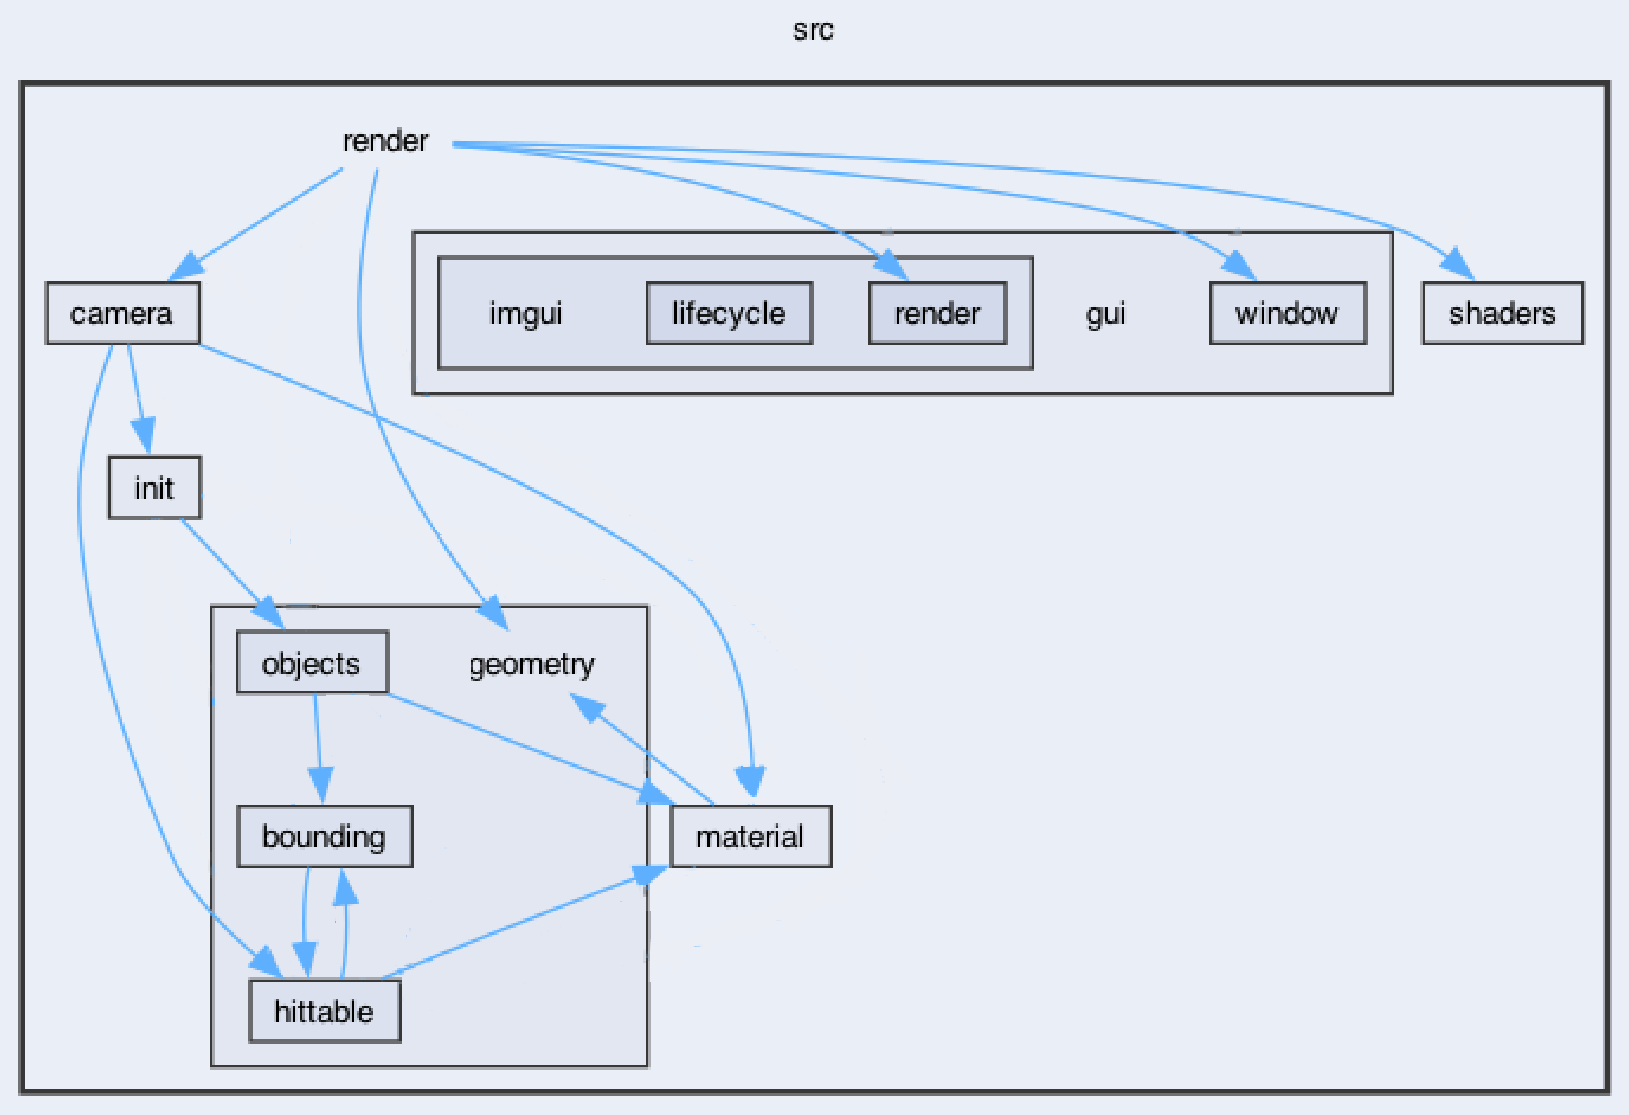 src
render
camera
imgui
lifecycle
render
gui
window
shaders
init
objects
geometry
bounding
material
hittable